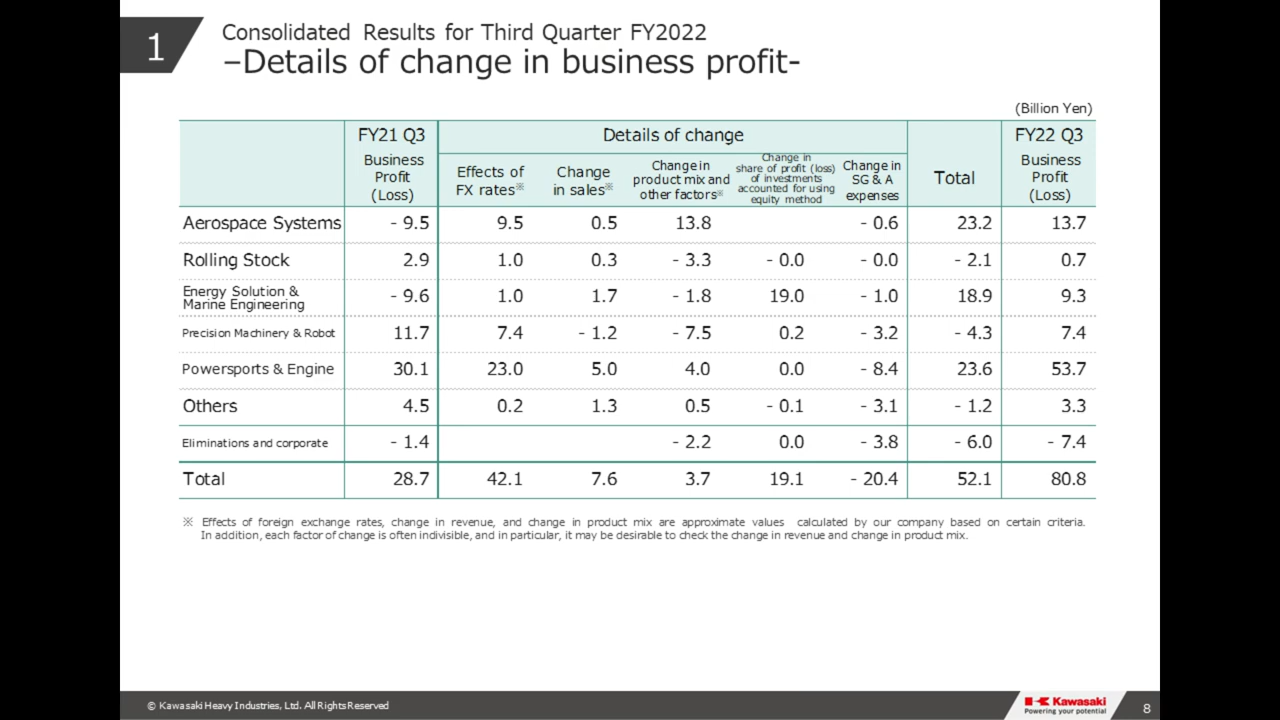 1
Consolidated Results for Third Quarter FY2022
–Details of change in business profit-
(Billion Yen)
FY21 Q3
Business
Profit
(Loss)
Details of change
Effects of
FX rates※
Change
in sales※
Change in
product mix and
other factors※
Change in
share of profit (loss)
of investments
accounted for using
equity method
Change in
SG & A
expenses
Total
FY22 Q3
Business
Profit
(Loss)
Aerospace Systems - 9.5 9.5 0.5 13.8 - 0.6 23.2 13.7
Rolling Stock 2.9 1.0 0.3 - 3.3 - 0.0 - 0.0 - 2.1 0.7
Energy Solution &
Marine Engineering - 9.6 1.0 1.7 - 1.8 19.0 - 1.0 18.9 9.3
Precision Machinery & Robot 11.7 7.4 - 1.2 - 7.5 0.2 - 3.2 - 4.3 7.4
Powersports & Engine 30.1 23.0 5.0 4.0 0.0 - 8.4 23.6 53.7
Others 4.5 0.2 1.3 0.5 - 0.1 - 3.1 - 1.2 3.3
Eliminations and corporate - 1.4 - 2.2 0.0 - 3.8 - 6.0 - 7.4
Total 28.7 42.1 7.6 3.7 19.1 - 20.4 52.1 80.8
※ Effects of foreign exchange rates, change in revenue, and change in product mix are approximate values calculated by our company based on certain criteria.
In addition, each factor of change is often indivisible, and in particular, it may be desirable to check the change in revenue and change in product mix.
© Kawasaki Heavy Industries, Ltd. All Rights Reserved
Kawasaki
Powering your potential
8